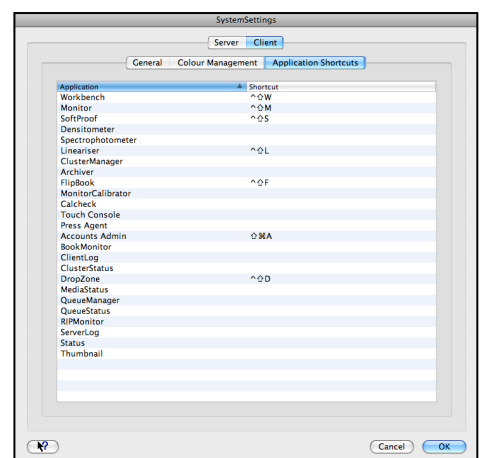 SystemSettings
Server Client
General Colour Management Application Shortcuts
Application ▲ Shortcut
Workbench ^⇧W
Monitor ^⇧M
SoftProof ^⇧S
Densitometer
Spectrophotometer
Lineariser ^⇧L
ClusterManager
Archiver
FlipBook ^⇧F
MonitorCalibrator
Calcheck
Touch Console
Press Agent
Accounts Admin ⇧⌘A
BookMonitor
ClientLog
ClusterStatus
DropZone ^⇧D
MediaStatus
QueueManager
QueueStatus
RIPMonitor
ServerLog
Status
Thumbnail
? Cancel OK